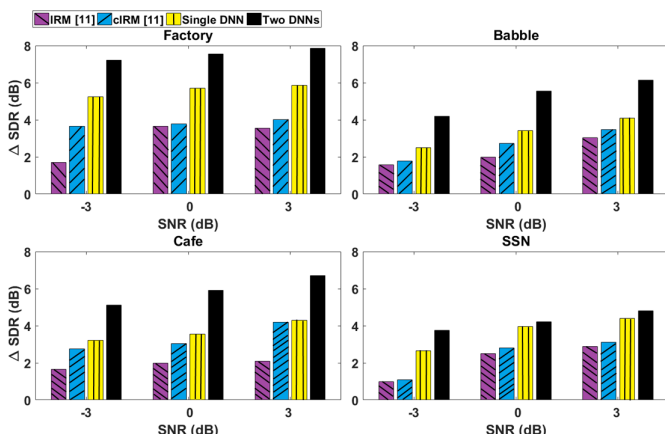 IRM [11] cIRM [11] Single DNN Two DNNs
Factory
Babble
8
6
4
2
0
Δ SDR (dB)
-3 0 3
SNR (dB)
8
6
4
2
0
-3 0 3
SNR (dB)
Cafe
SSN
8
6
4
2
0
Δ SDR (dB)
-3 0 3
SNR (dB)
8
6
4
2
0
-3 0 3
SNR (dB)